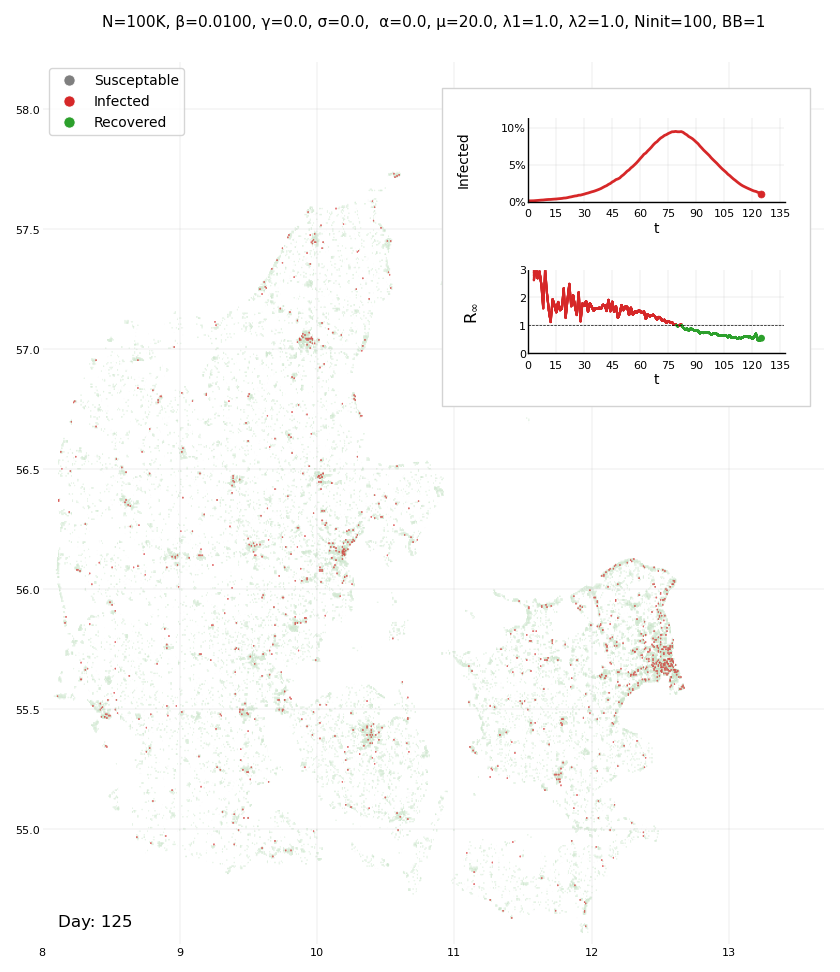 N=100K, β=0.0100, γ=0.0, σ=0.0, α=0.0, μ=20.0, λ1=1.0, λ2=1.0, Ninit=100, BB=1
Susceptable
Infected
Recovered
58.0
57.5
57.0
56.5
56.0
55.5
55.0
8 9 10 11 12 13
Infected
10%
5%
0%
0 15 30 45 60 75 90 105 120 135
t
R∞
3
2
1
0
0 15 30 45 60 75 90 105 120 135
t
Day: 125